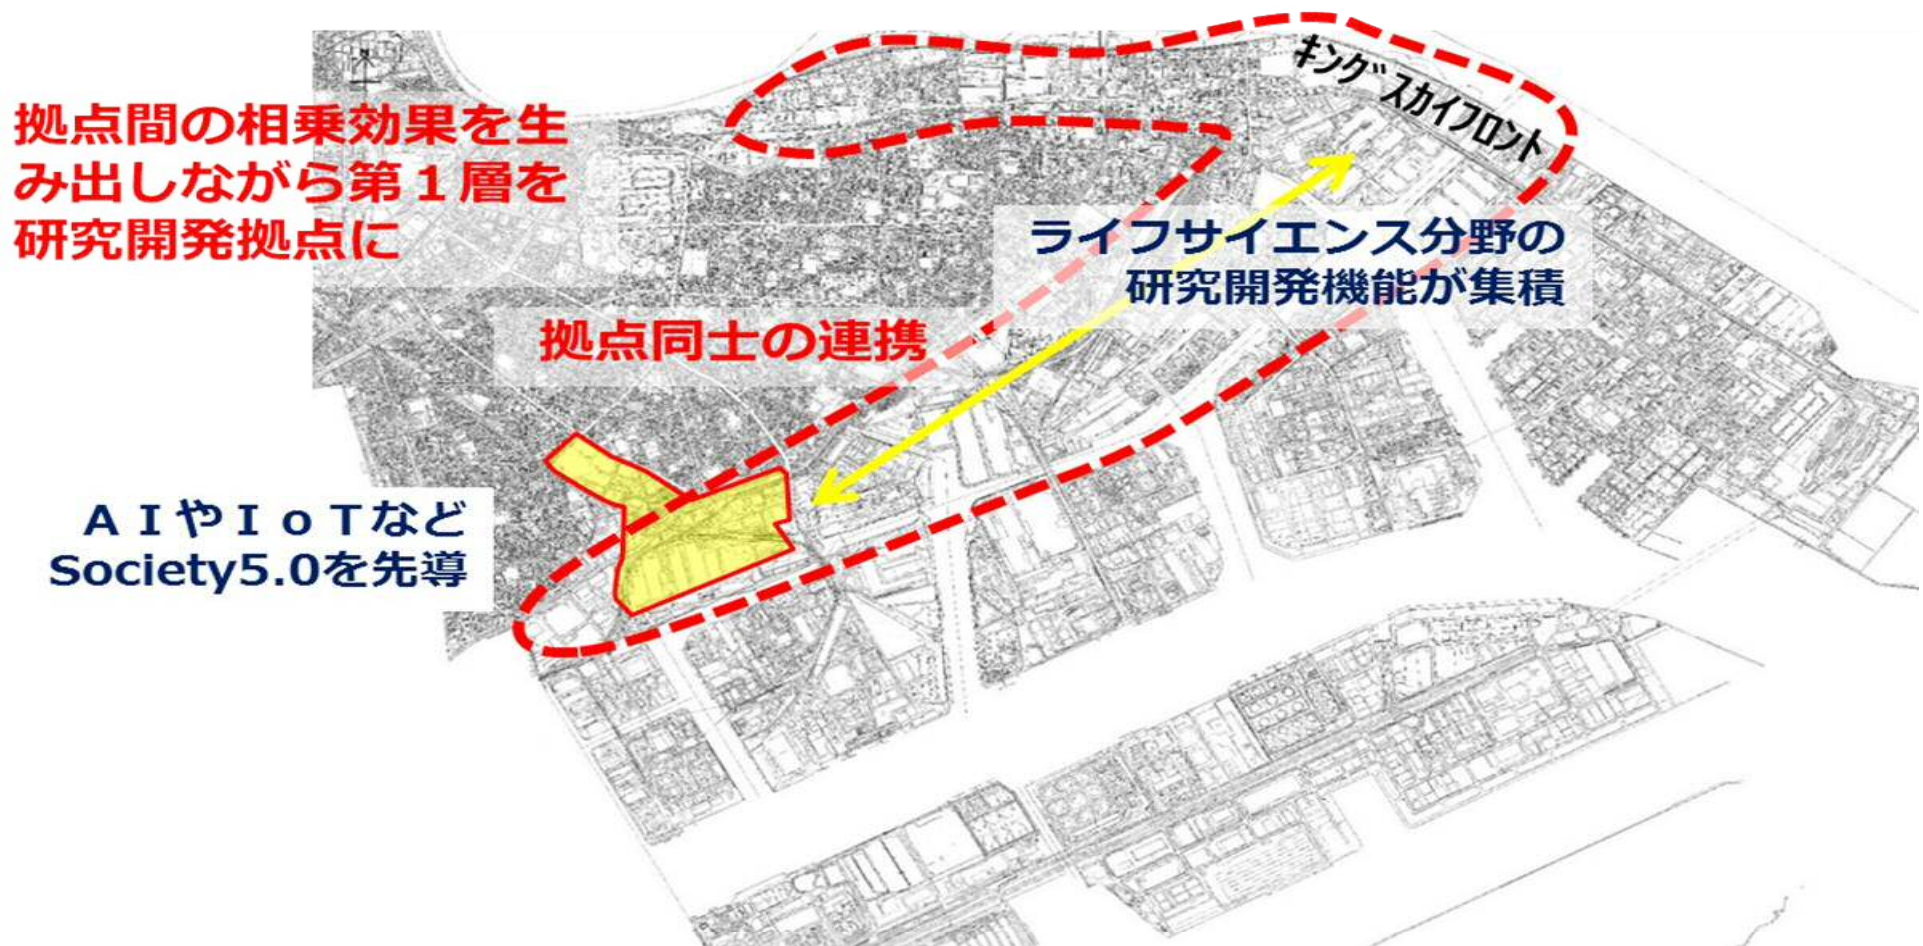 キングスカイフロント
拠点間の相乗効果を生
み出しながら第１層を
研究開発拠点に
ライフサイエンス分野の
研究開発機能が集積
拠点同士の連携
ＡＩやＩｏＴなど
Society5.0を先導